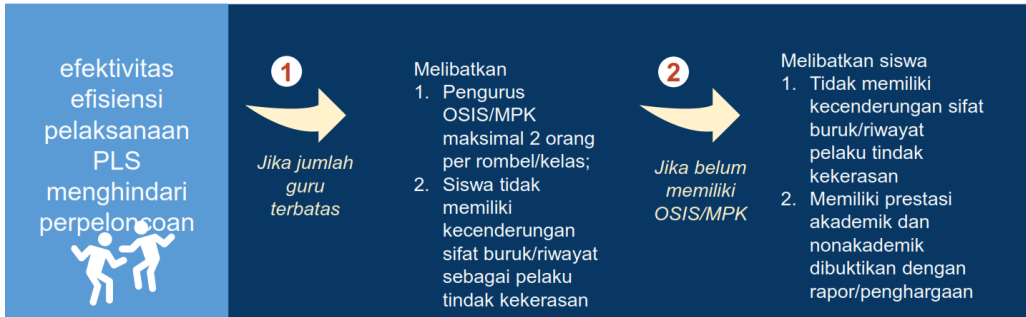 efektivitas
efisiensi
pelaksanaan
PLS
menghindari
perpeloncoan
1
Jika jumlah
guru
terbatas
Melibatkan
1. Pengurus
OSIS/MPK
maksimal 2 orang
per rombel/kelas;
2. Siswa tidak
memiliki
kecenderungan
sifat buruk/riwayat
sebagai pelaku
tindak kekerasan
2
Jika belum
memiliki
OSIS/MPK
Melibatkan siswa
1. Tidak memiliki
kecenderungan sifat
buruk/riwayat
pelaku tindak
kekerasan
2. Memiliki prestasi
akademik dan
nonakademik
dibuktikan dengan
rapor/penghargaan